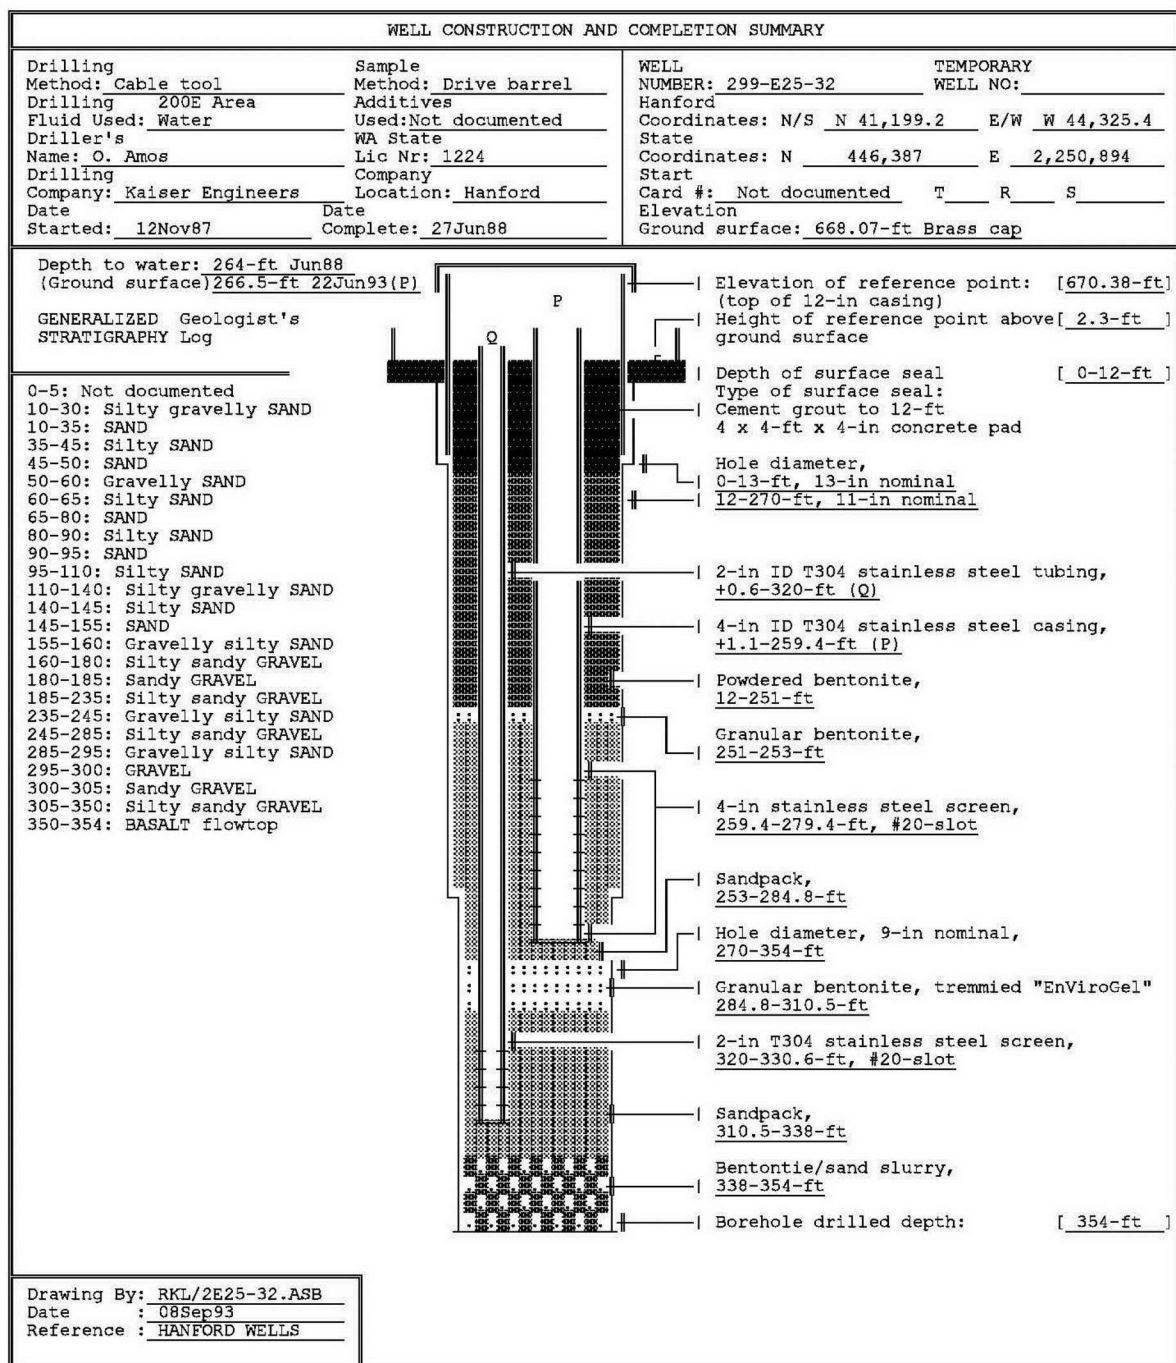 WELL CONSTRUCTION AND COMPLETION SUMMARY
Drilling Sample
Method: Cable tool Method: Drive barrel
Drilling 200E Area Additives
Fluid Used: Water Used:Not documented
Driller's WA State
Name: O. Amos Lic Nr: 1224
Drilling Company
Company: Kaiser Engineers Location: Hanford
Date Date
Started: 12Nov87 Complete: 27Jun88
WELL TEMPORARY
NUMBER: 299-E25-32 WELL NO:
Hanford
Coordinates: N/S N 41,199.2 E/W W 44,325.4
State
Coordinates: N 446,387 E 2,250,894
Start
Card #: Not documented T R S
Elevation
Ground surface: 668.07-ft Brass cap
Depth to water: 264-ft Jun88
(Ground surface)266.5-ft 22Jun93(P)
GENERALIZED Geologist's
STRATIGRAPHY Log
0-5: Not documented
10-30: Silty gravelly SAND
10-35: SAND
35-45: Silty SAND
45-50: SAND
50-60: Gravelly SAND
60-65: Silty SAND
65-80: SAND
80-90: Silty SAND
90-95: SAND
95-110: Silty SAND
110-140: Silty gravelly SAND
140-145: Silty SAND
145-155: SAND
155-160: Gravelly silty SAND
160-180: Silty sandy GRAVEL
180-185: Sandy GRAVEL
185-235: Silty sandy GRAVEL
235-245: Gravelly silty SAND
245-285: Silty sandy GRAVEL
285-295: Gravelly silty SAND
295-300: GRAVEL
300-305: Sandy GRAVEL
305-350: Silty sandy GRAVEL
350-354: BASALT flowtop
P
Q
Elevation of reference point: [670.38-ft]
(top of 12-in casing)
Height of reference point above[ 2.3-ft ]
ground surface
Depth of surface seal [ 0-12-ft ]
Type of surface seal:
Cement grout to 12-ft
4 x 4-ft x 4-in concrete pad
Hole diameter,
0-13-ft, 13-in nominal
12-270-ft, 11-in nominal
2-in ID T304 stainless steel tubing,
+0.6-320-ft (Q)
4-in ID T304 stainless steel casing,
+1.1-259.4-ft (P)
Powdered bentonite,
12-251-ft
Granular bentonite,
251-253-ft
4-in stainless steel screen,
259.4-279.4-ft, #20-slot
Sandpack,
253-284.8-ft
Hole diameter, 9-in nominal,
270-354-ft
Granular bentonite, tremmied "EnViroGel"
284.8-310.5-ft
2-in T304 stainless steel screen,
320-330.6-ft, #20-slot
Sandpack,
310.5-338-ft
Bentontie/sand slurry,
338-354-ft
Borehole drilled depth: [ 354-ft ]
Drawing By: RKL/2E25-32.ASB
Date : 08Sep93
Reference : HANFORD WELLS